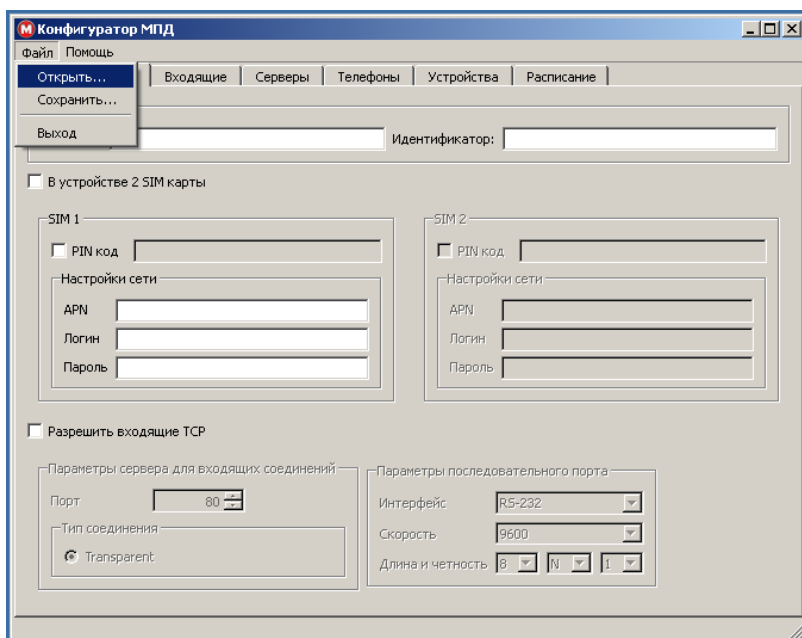 Конфигуратор МПД
Файл Помощь
Открыть... Входящие Серверы Телефоны Устройства Расписание
Сохранить...
Выход
Идентификатор:
В устройстве 2 SIM карты
SIM 1 SIM 2
PIN код PIN код
Настройки сети Настройки сети
APN APN
Логин Логин
Пароль Пароль
Разрешить входящие TCP
Параметры сервера для входящих соединений Параметры последовательного порта
Порт 80 Интерфейс RS-232
Тип соединения Скорость 9600
Transparent Длина и четность 8 N 1